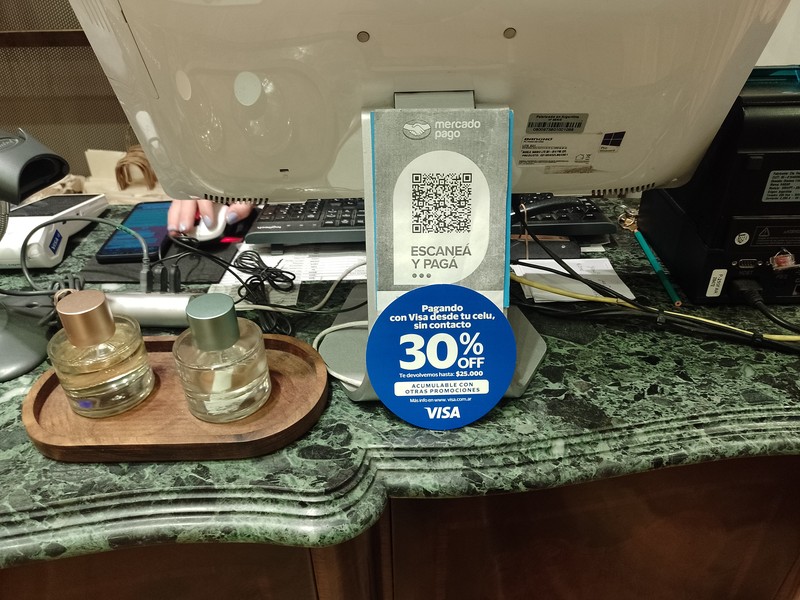 mercado
pago
ESCANEÁ
Y PAGÁ
Pagando
con Visa desde tu celu,
sin contacto
30% OFF
Te devolvemos hasta: $25.000
ACUMULABLE CON
OTRAS PROMOCIONES
Más info en www. visa.com.ar
VISA
BANGHO